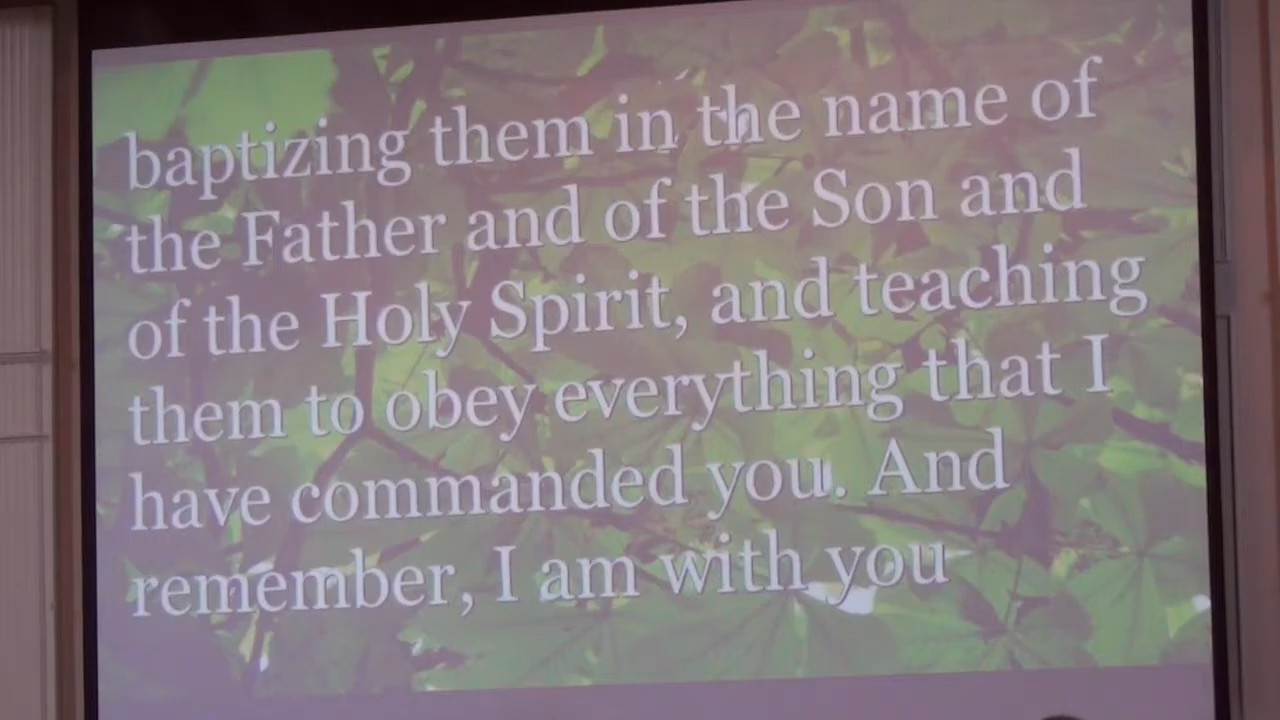 baptizing them in the name of
the Father and of the Son and
of the Holy Spirit, and teaching
them to obey everything that I
have commanded you. And
remember, I am with you